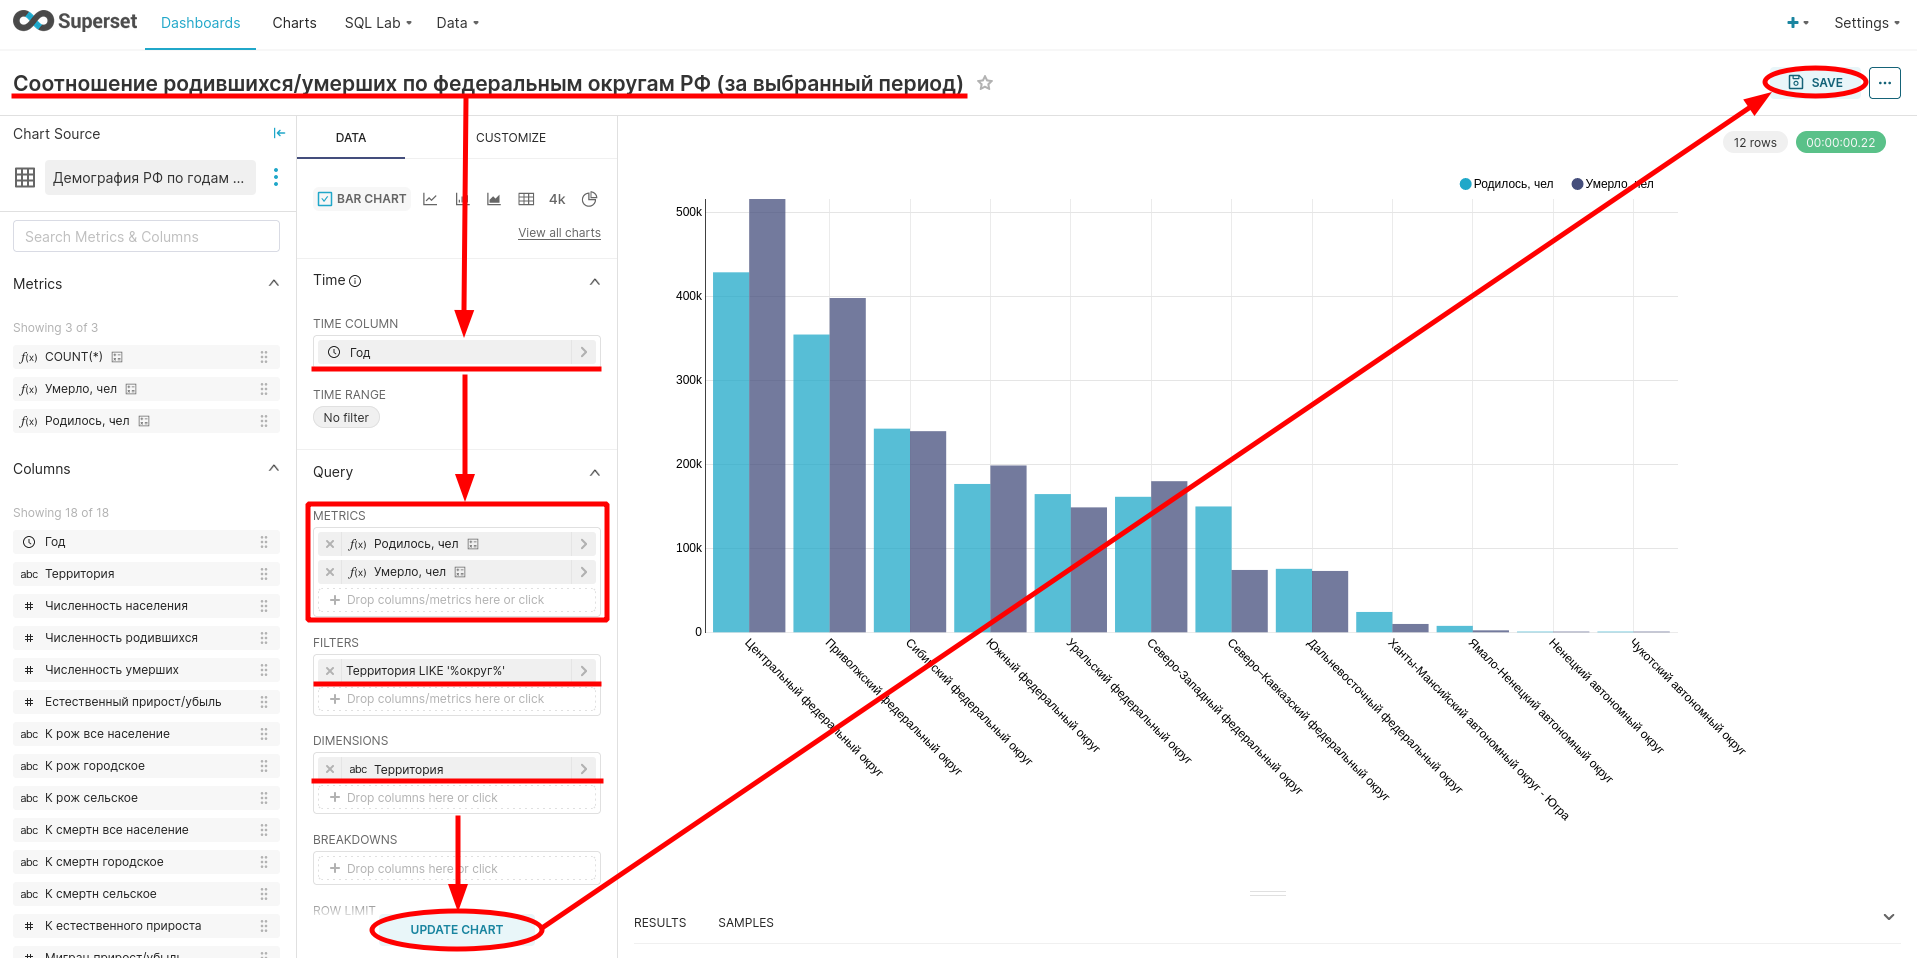 Superset
Dashboards
Charts
SQL Lab
Data
Settings
Соотношение родившихся/умерших по федеральным округам РФ (за выбранный период)
SAVE
Chart Source
Демография РФ по годам ...
Search Metrics & Columns
Metrics
Showing 3 of 3
f(x) COUNT(*)
f(x) Умерло, чел
f(x) Родилось, чел
Columns
Showing 18 of 18
Год
abc Территория
# Численность населения
# Численность родившихся
# Численность умерших
# Естественный прирост/убыль
abc К рож все население
abc К рож городское
abc К рож сельское
abc К смертн все население
abc К смертн городское
abc К смертн сельское
# К естественного прироста
# Мигран прирост/убыль
DATA
CUSTOMIZE
BAR CHART
4k
View all charts
Time
TIME COLUMN
Год
TIME RANGE
No filter
Query
METRICS
f(x) Родилось, чел
f(x) Умерло, чел
+ Drop columns/metrics here or click
FILTERS
Территория LIKE '%округ%'
+ Drop columns/metrics here or click
DIMENSIONS
abc Территория
+ Drop columns here or click
BREAKDOWNS
+ Drop columns here or click
ROW LIMIT
UPDATE CHART
12 rows
00:00:00.22
Родилось, чел
Умерло, чел
500k
400k
300k
200k
100k
0
Центральный федеральный округ
Приволжский федеральный округ
Сибирский федеральный округ
Южный федеральный округ
Уральский федеральный округ
Северо-Западный федеральный округ
Северо-Кавказский федеральный округ
Дальневосточный федеральный округ
Ханты-Мансийский автономный округ - Югра
Ямало-Ненецкий автономный округ
Ненецкий автономный округ
Чукотский автономный округ
RESULTS
SAMPLES